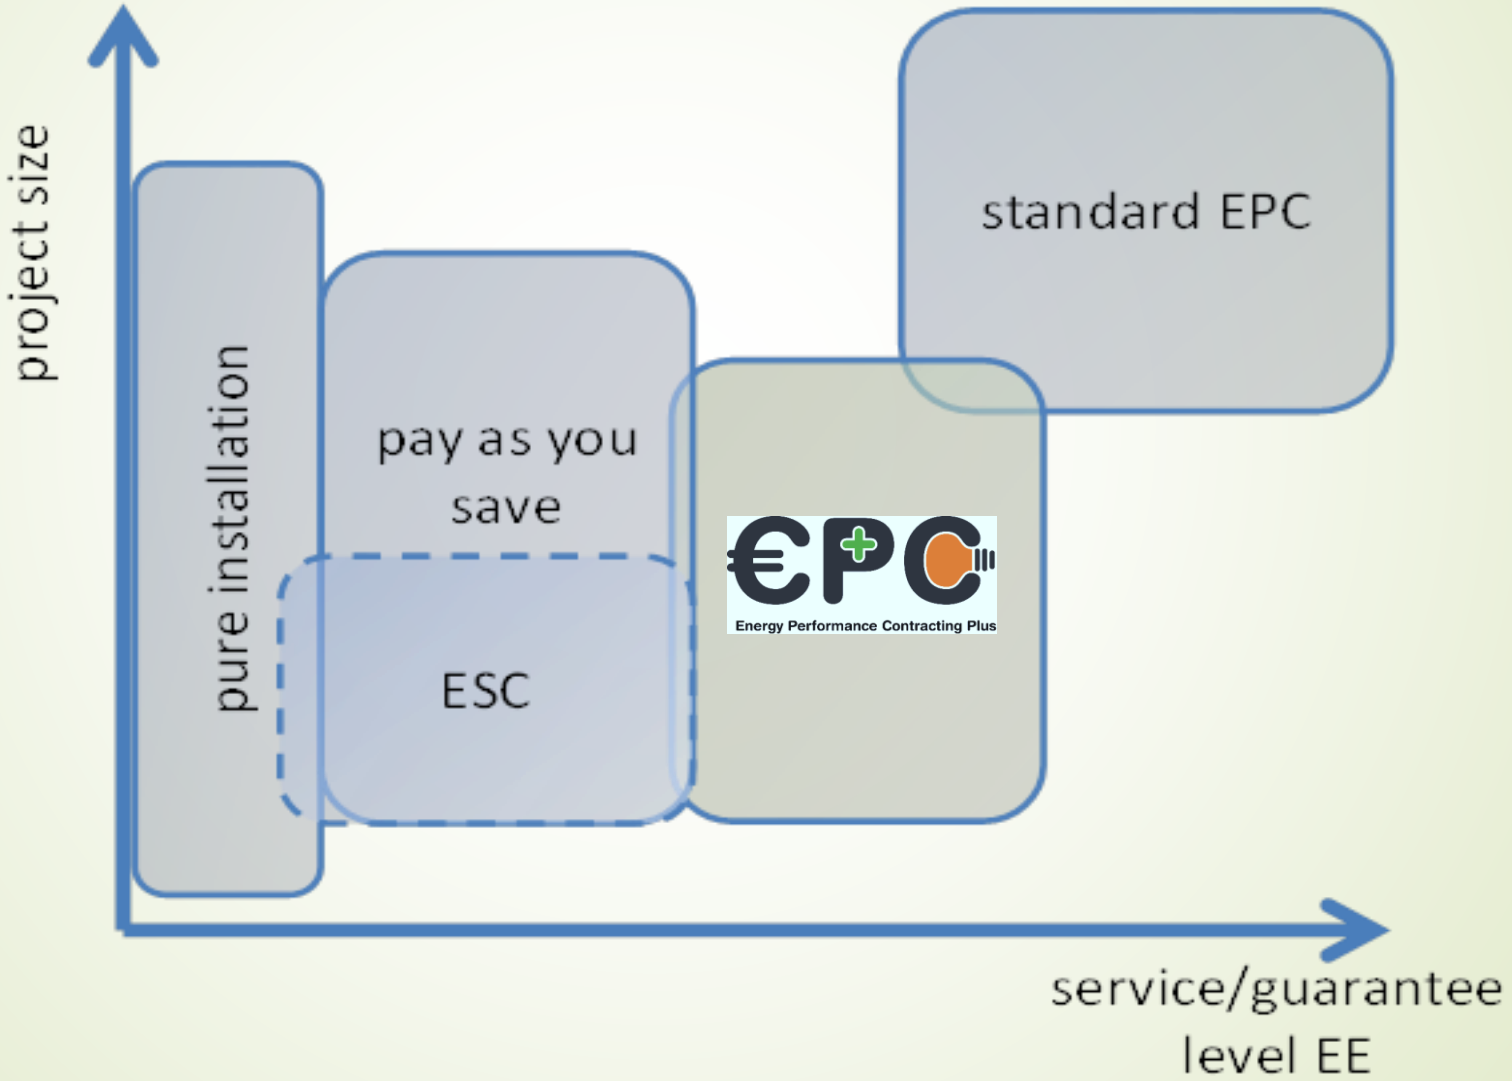 project size
standard EPC
pure installation
pay as you
save
€P+C
Energy Performance Contracting Plus
ESC
service/guarantee
level EE